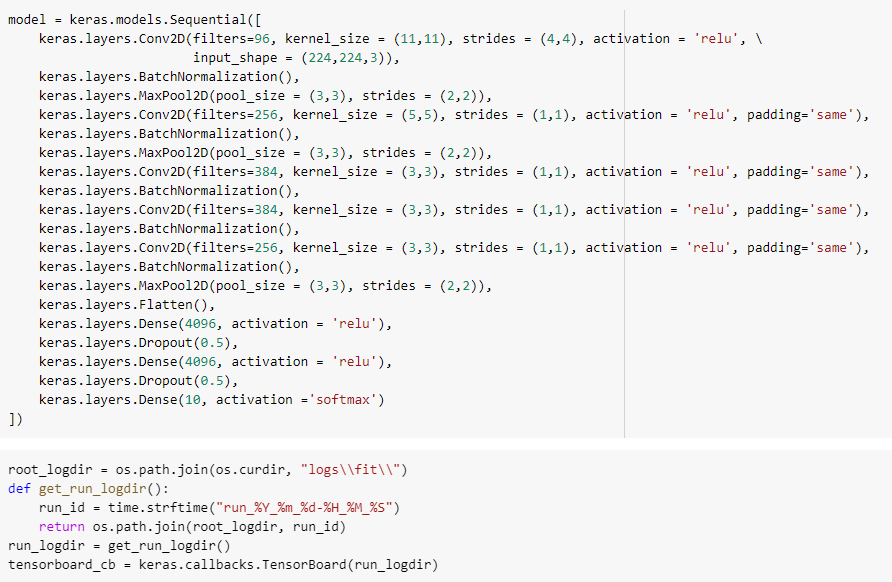 model = keras.models.Sequential([
    keras.layers.Conv2D(filters=96, kernel_size = (11,11), strides = (4,4), activation = 'relu', \
                        input_shape = (224,224,3)),
    keras.layers.BatchNormalization(),
    keras.layers.MaxPool2D(pool_size = (3,3), strides = (2,2)),
    keras.layers.Conv2D(filters=256, kernel_size = (5,5), strides = (1,1), activation = 'relu', padding='same'),
    keras.layers.BatchNormalization(),
    keras.layers.MaxPool2D(pool_size = (3,3), strides = (2,2)),
    keras.layers.Conv2D(filters=384, kernel_size = (3,3), strides = (1,1), activation = 'relu', padding='same'),
    keras.layers.BatchNormalization(),
    keras.layers.Conv2D(filters=384, kernel_size = (3,3), strides = (1,1), activation = 'relu', padding='same'),
    keras.layers.BatchNormalization(),
    keras.layers.Conv2D(filters=256, kernel_size = (3,3), strides = (1,1), activation = 'relu', padding='same'),
    keras.layers.BatchNormalization(),
    keras.layers.MaxPool2D(pool_size = (3,3), strides = (2,2)),
    keras.layers.Flatten(),
    keras.layers.Dense(4096, activation = 'relu'),
    keras.layers.Dropout(0.5),
    keras.layers.Dense(4096, activation = 'relu'),
    keras.layers.Dropout(0.5),
    keras.layers.Dense(10, activation ='softmax')
])
root_logdir = os.path.join(os.curdir, "logs\\fit\\")
def get_run_logdir():
    run_id = time.strftime("run_%Y_%m_%d-%H_%M_%S")
    return os.path.join(root_logdir, run_id)
run_logdir = get_run_logdir()
tensorboard_cb = keras.callbacks.TensorBoard(run_logdir)